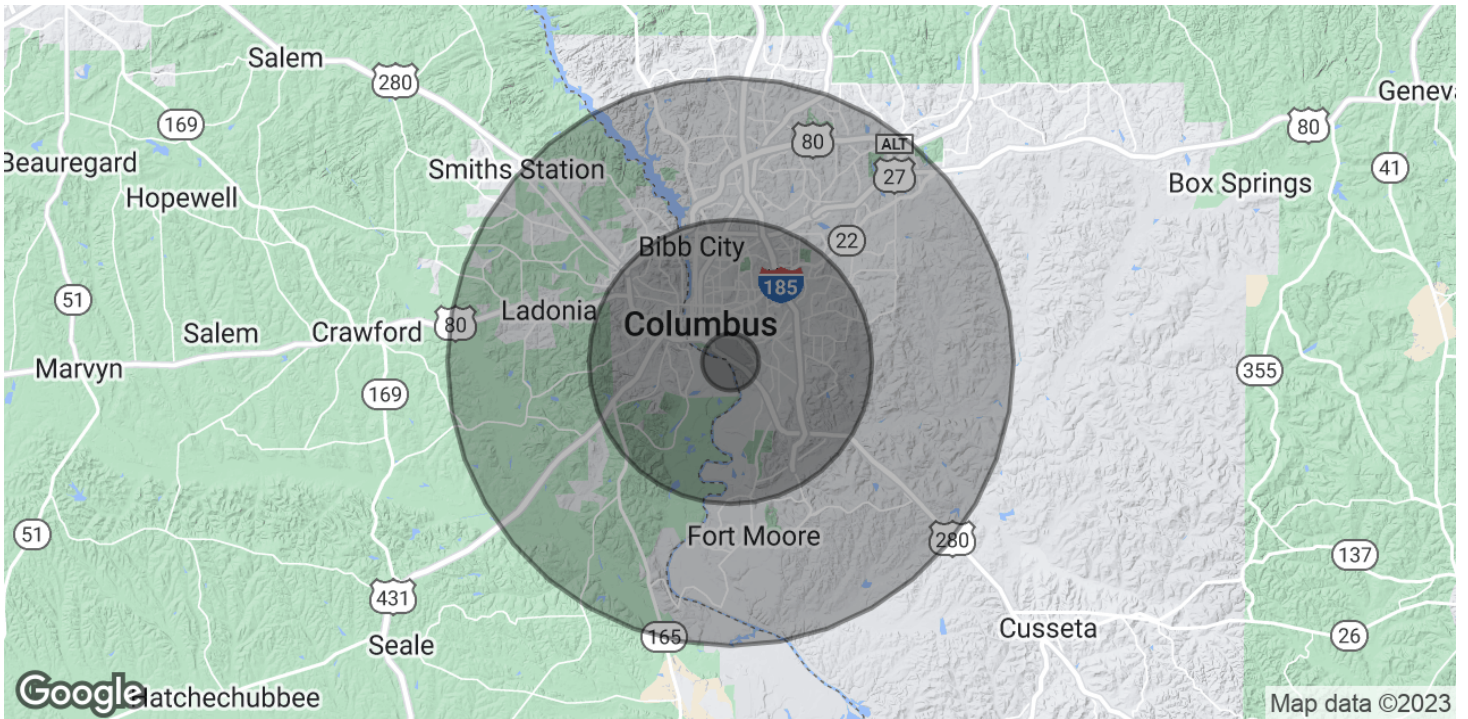 Salem
280
169
Beauregard
Hopewell
Smiths Station
80
ALT
27
80
Geneva
41
Box Springs
22
Bibb City
185
51
Ladonia
Columbus
80
Salem
Crawford
Marvyn
169
355
51
Fort Moore
280
137
431
Seale
165
Cusseta
26
Google
Hatchechubbee
Map data ©2023